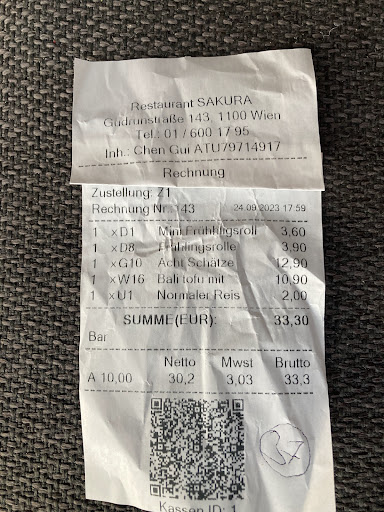 Restaurant SAKURA
Gudrunstraße 143, 1100 Wien
Tel.: 01 / 600 17 95
Inh.: Chen Gui ATU79714917
Rechnung
Zustellung: Z1
Rechnung Nr. 43 24.09.2023 17:59
1 xD1 Mini Frühligsroll 3,60
1 xD8 Frühlingsrolle 3,90
1 xG10 Acht Schätze 12,90
1 xW16 Bali tofu mit 10,90
1 xU1 Normaler Reis 2,00
SUMME(EUR): 33,30
Bar
Netto Mwst Brutto
A 10,00 30,2 3,03 33,3
Kassen ID: 1